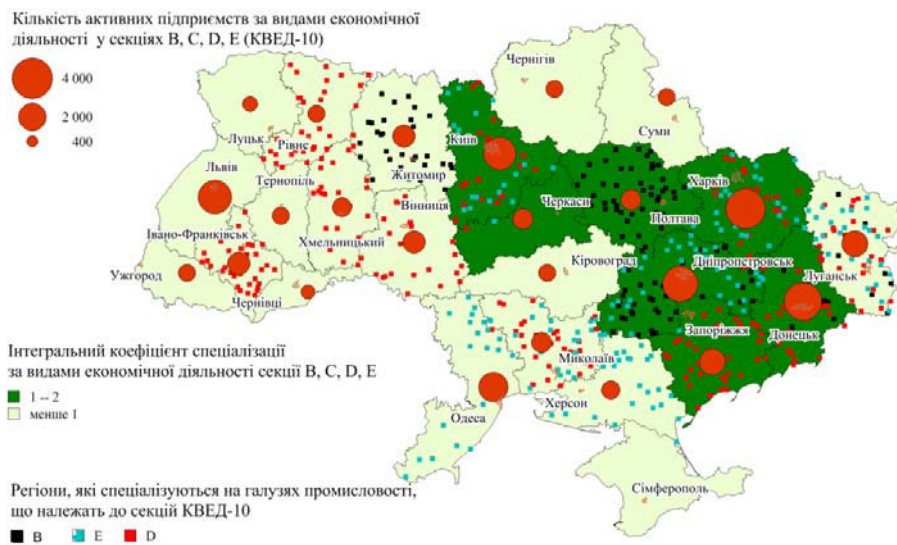 Кількість активних підприємств за видами економічної
діяльності у секціях B, C, D, E (КВЕД-10)
4 000
2 000
400
Чернігів
Суми
Луцьк
Рівне
Київ
Житомир
Львів
Тернопіль
Харків
Черкаси
Полтава
Вінниця
Івано-Франківськ
Хмельницький
Ужгород
Кіровоград
Дніпропетровськ
Луганськ
Чернівці
Запоріжжя
Донецьк
Інтегральний коефіцієнт спеціалізації
за видами економічної діяльності секції B, C, D, E
1 -- 2
менше 1
Миколаїв
Херсон
Одеса
Сімферополь
Регіони, які спеціалізуються на галузях промисловості,
що належать до секцій КВЕД-10
B E D